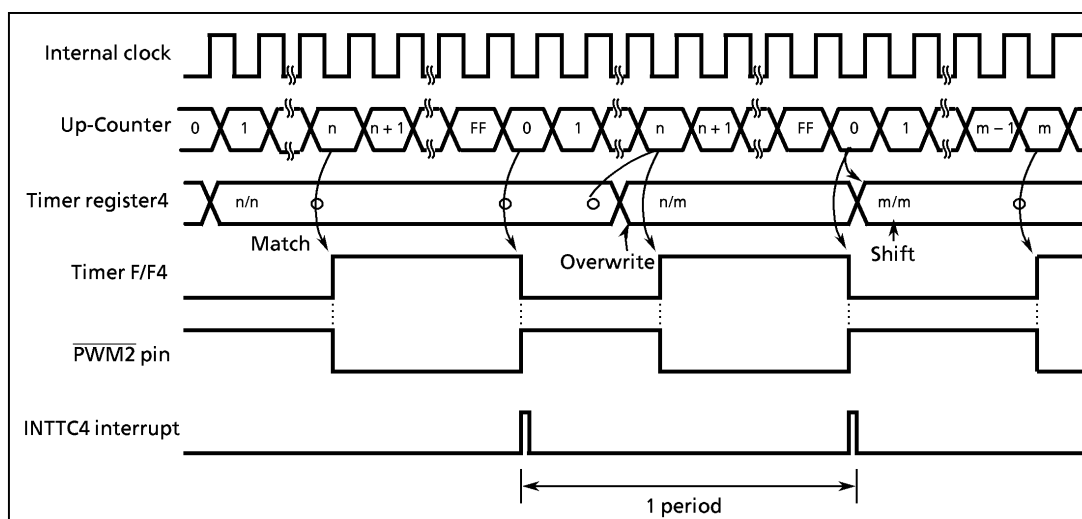 Internal clock
Up-Counter 0 1 n n + 1 FF 0 1 n n + 1 FF 0 1 m – 1 m
Timer register4 n/n n/m m/m
Match Overwrite Shift
Timer F/F4
PWM2 pin
INTTC4 interrupt
1 period